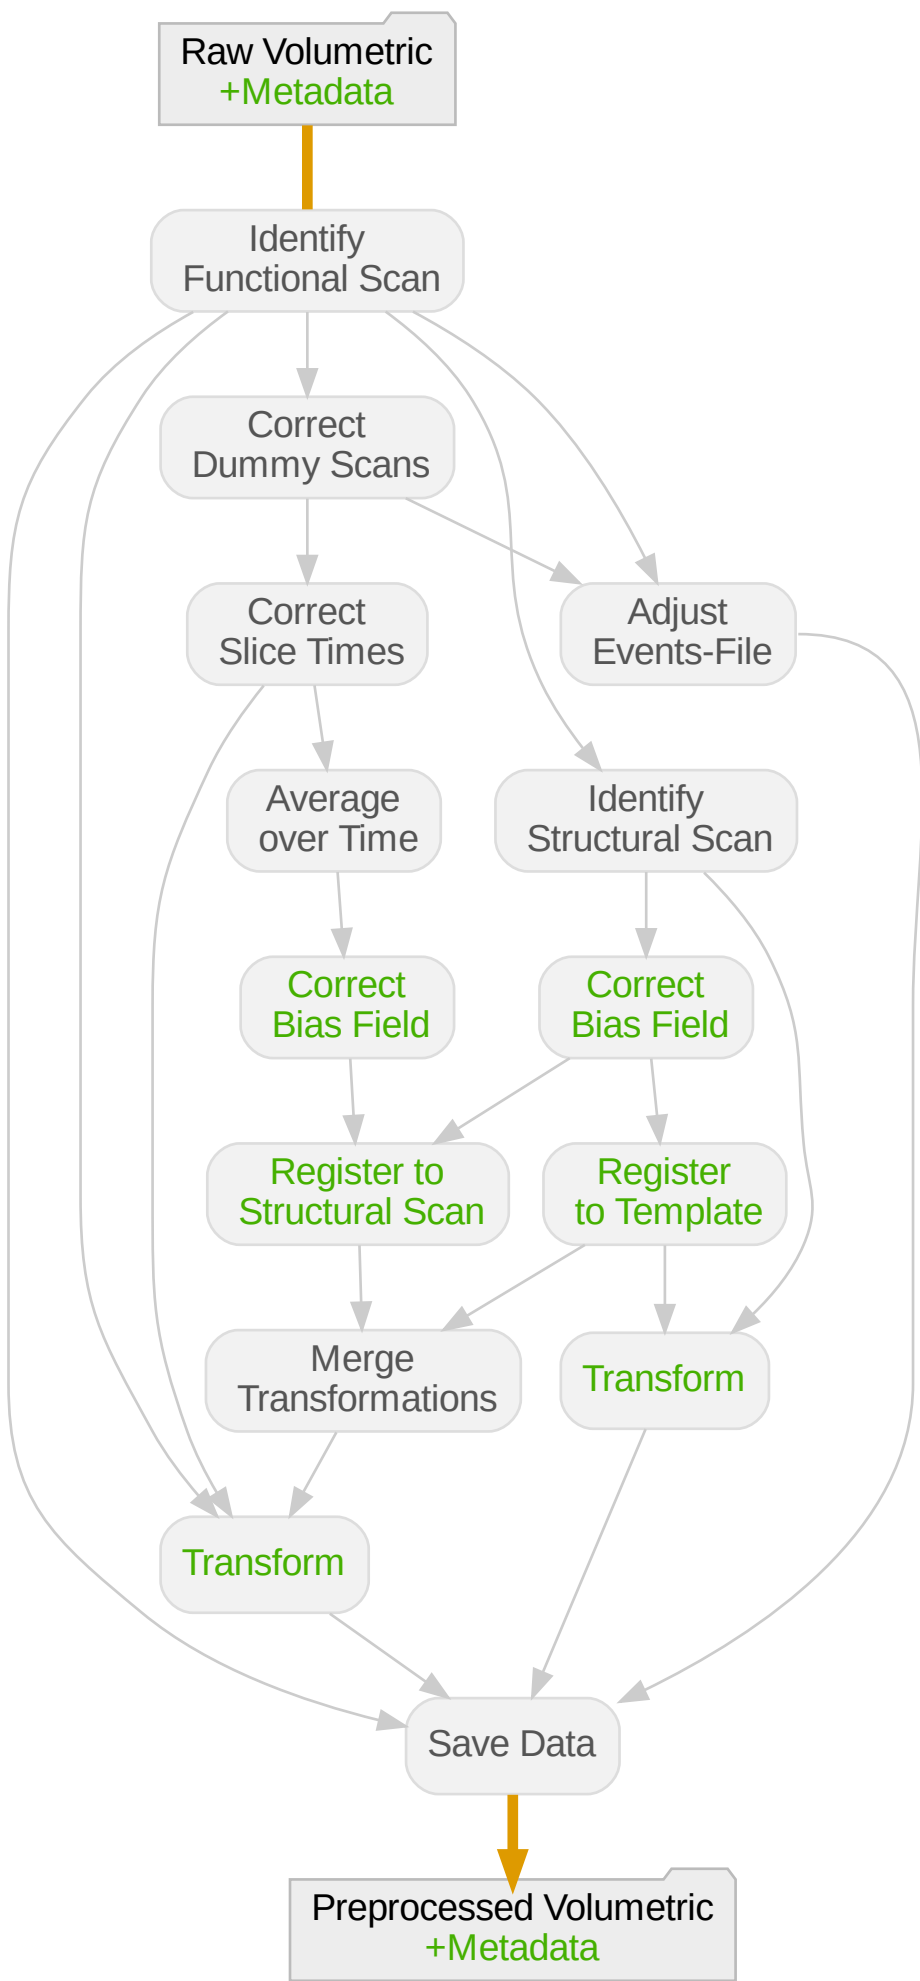 Raw Volumetric
+Metadata
Identify
Functional Scan
Correct
Dummy Scans
Correct
Slice Times
Adjust
Events-File
Average
over Time
Identify
Structural Scan
Correct
Bias Field
Correct
Bias Field
Register to
Structural Scan
Register
to Template
Merge
Transformations
Transform
Transform
Save Data
Preprocessed Volumetric
+Metadata